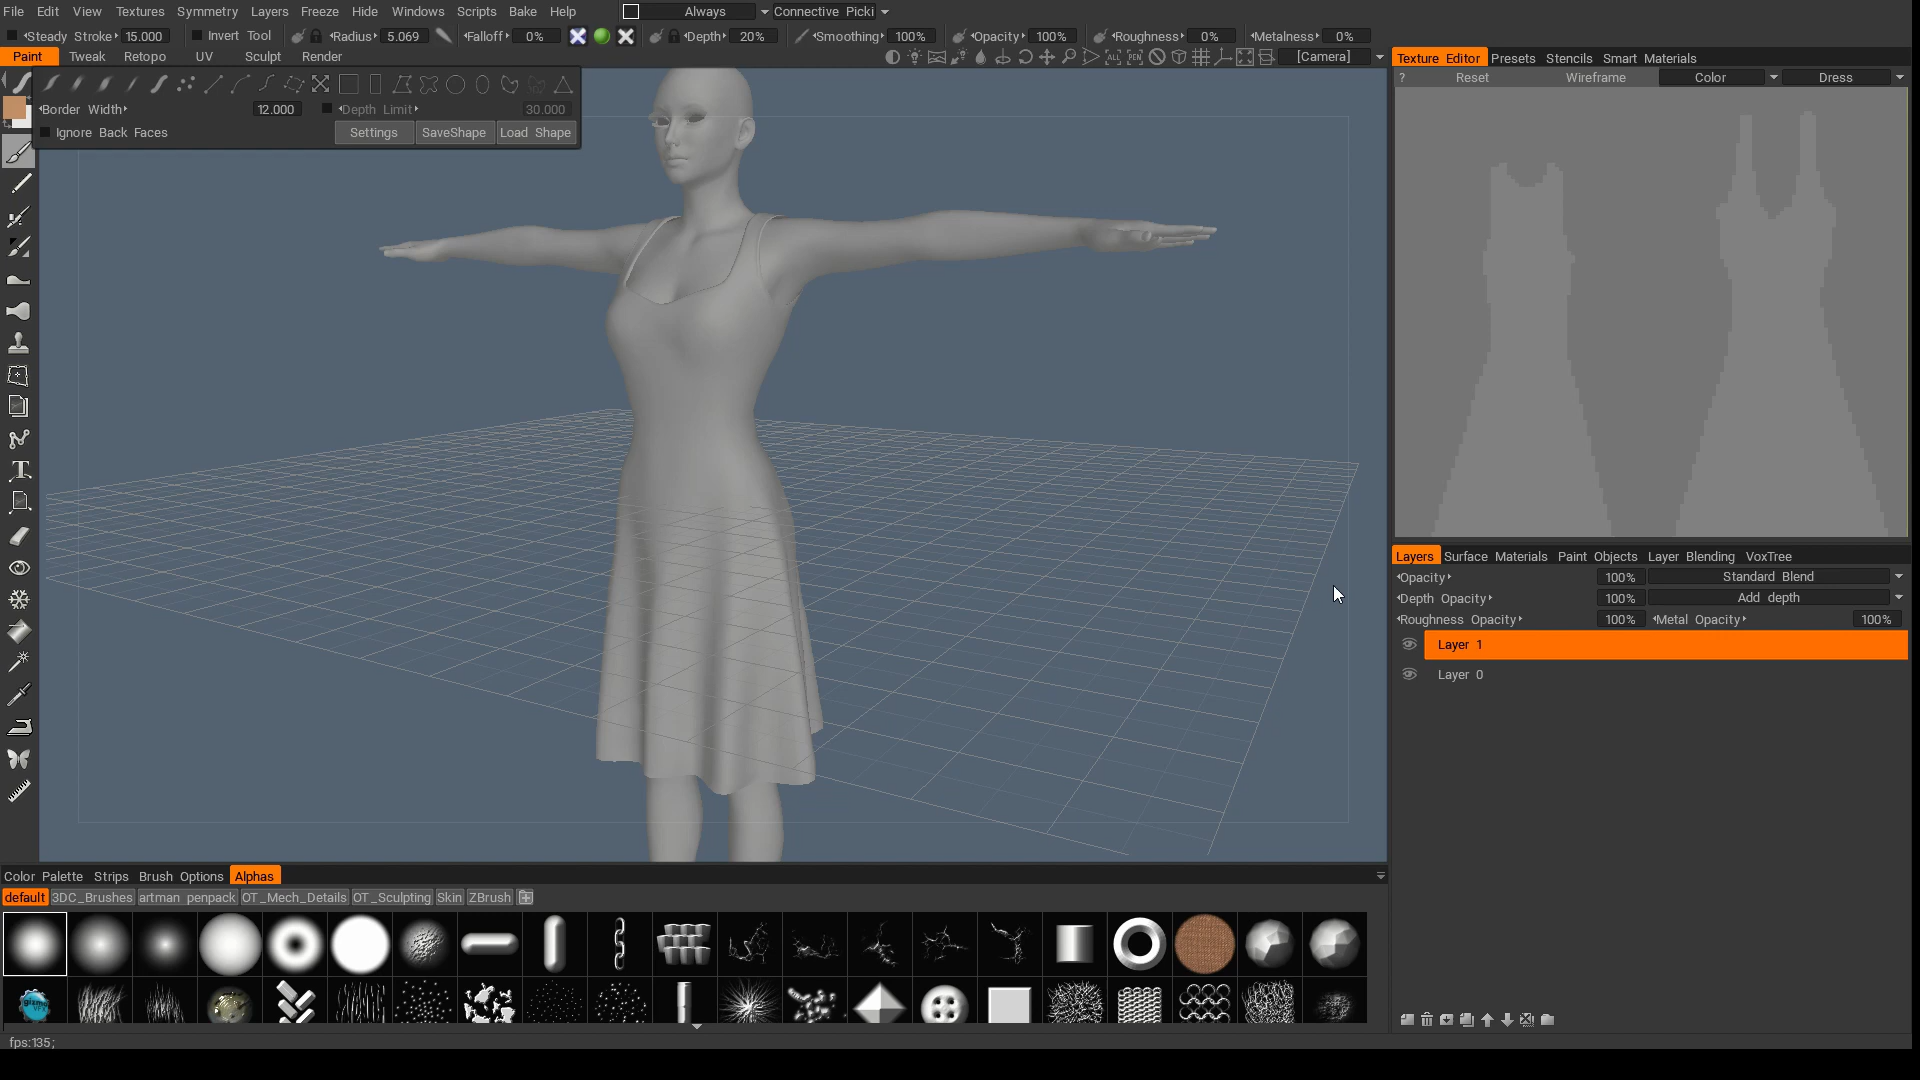 File Edit View Textures Symmetry Layers Freeze Hide Windows Scripts Bake Help Always Connective Picki
Steady Stroke 15.000 Invert Tool Radius 5.069 Falloff 0% Depth 20% Smoothing 100% Opacity 100% Roughness 0% Metalness 0%
Paint Tweak Retopo UV Sculpt Render [Camera]
Border Width 12.000 Depth Limit 30.000
Ignore Back Faces Settings SaveShape Load Shape
Texture Editor Presets Stencils Smart Materials
? Reset Wireframe Color Dress
Layers Surface Materials Paint Objects Layer Blending VoxTree
Opacity 100% Standard Blend
Depth Opacity 100% Add depth
Roughness Opacity 100% Metal Opacity 100%
Layer 1
Layer 0
Color Palette Strips Brush Options Alphas
default 3DC_Brushes artman penpack OT_Mech_Details OT_Sculpting Skin ZBrush
fps:135;